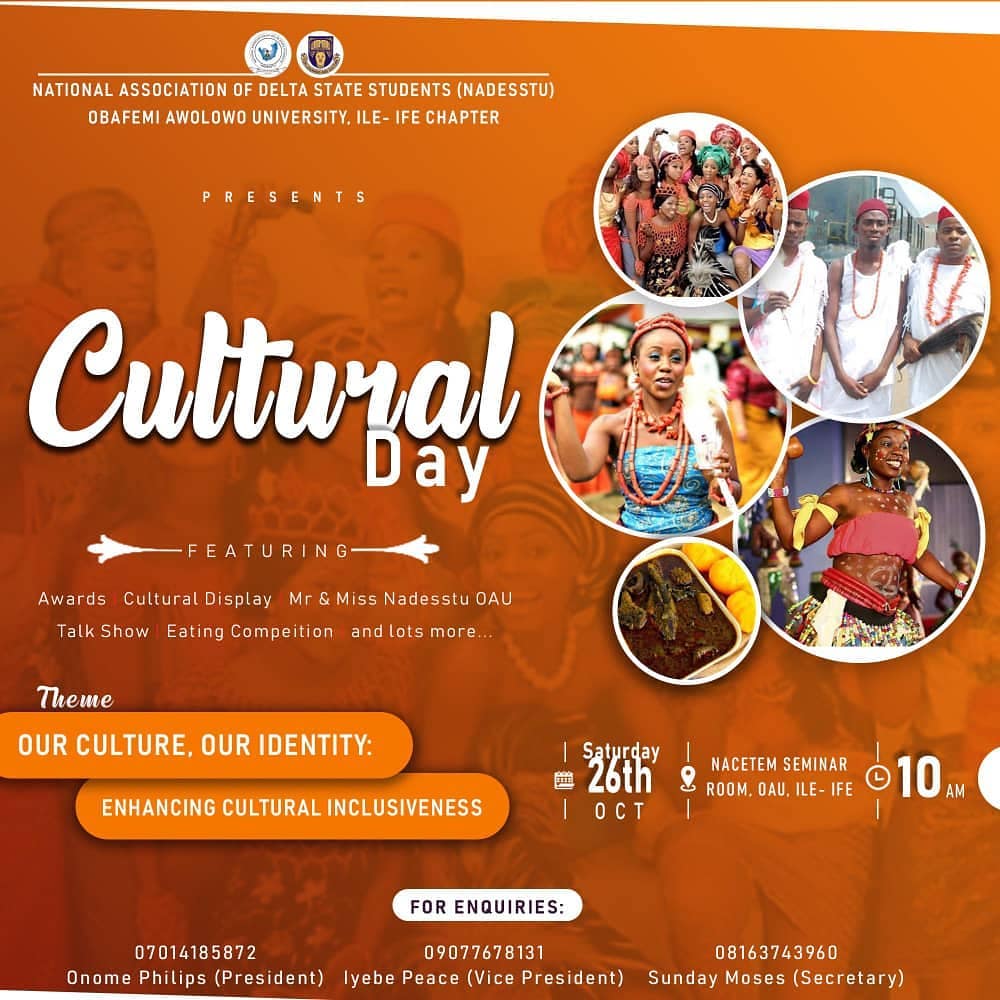 NATIONAL ASSOCIATION OF DELTA STATE STUDENTS (NADESSTU)
OBAFEMI AWOLOWO UNIVERSITY, ILE- IFE CHAPTER
PRESENTS
Cultural
Day
FEATURING
Awards | Cultural Display | Mr & Miss Nadesstu OAU
Talk Show | Eating Compeition | and lots more...
Theme
OUR CULTURE, OUR IDENTITY:
ENHANCING CULTURAL INCLUSIVENESS
Saturday
26th
OCT
NACETEM SEMINAR
ROOM, OAU, ILE- IFE
10 AM
FOR ENQUIRIES:
07014185872
Onome Philips (President)
09077678131
Iyebe Peace (Vice President)
08163743960
Sunday Moses (Secretary)